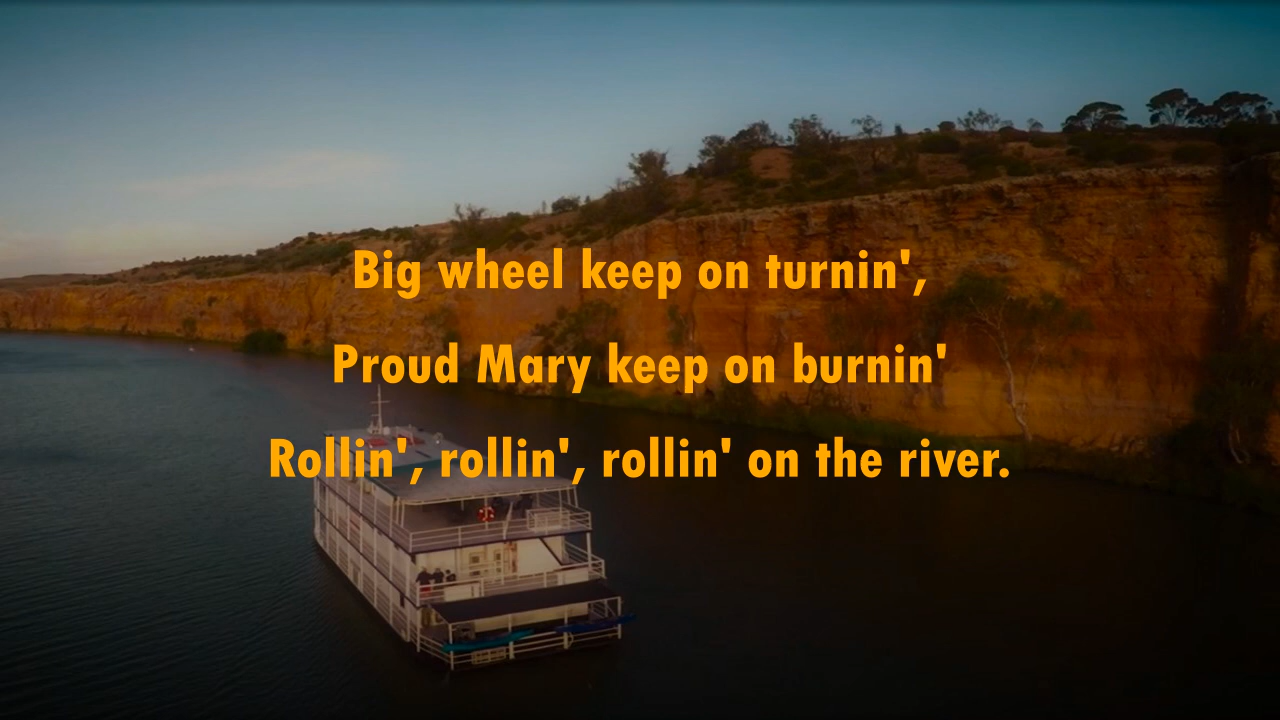 Big wheel keep on turnin',
Proud Mary keep on burnin'
Rollin', rollin', rollin' on the river.